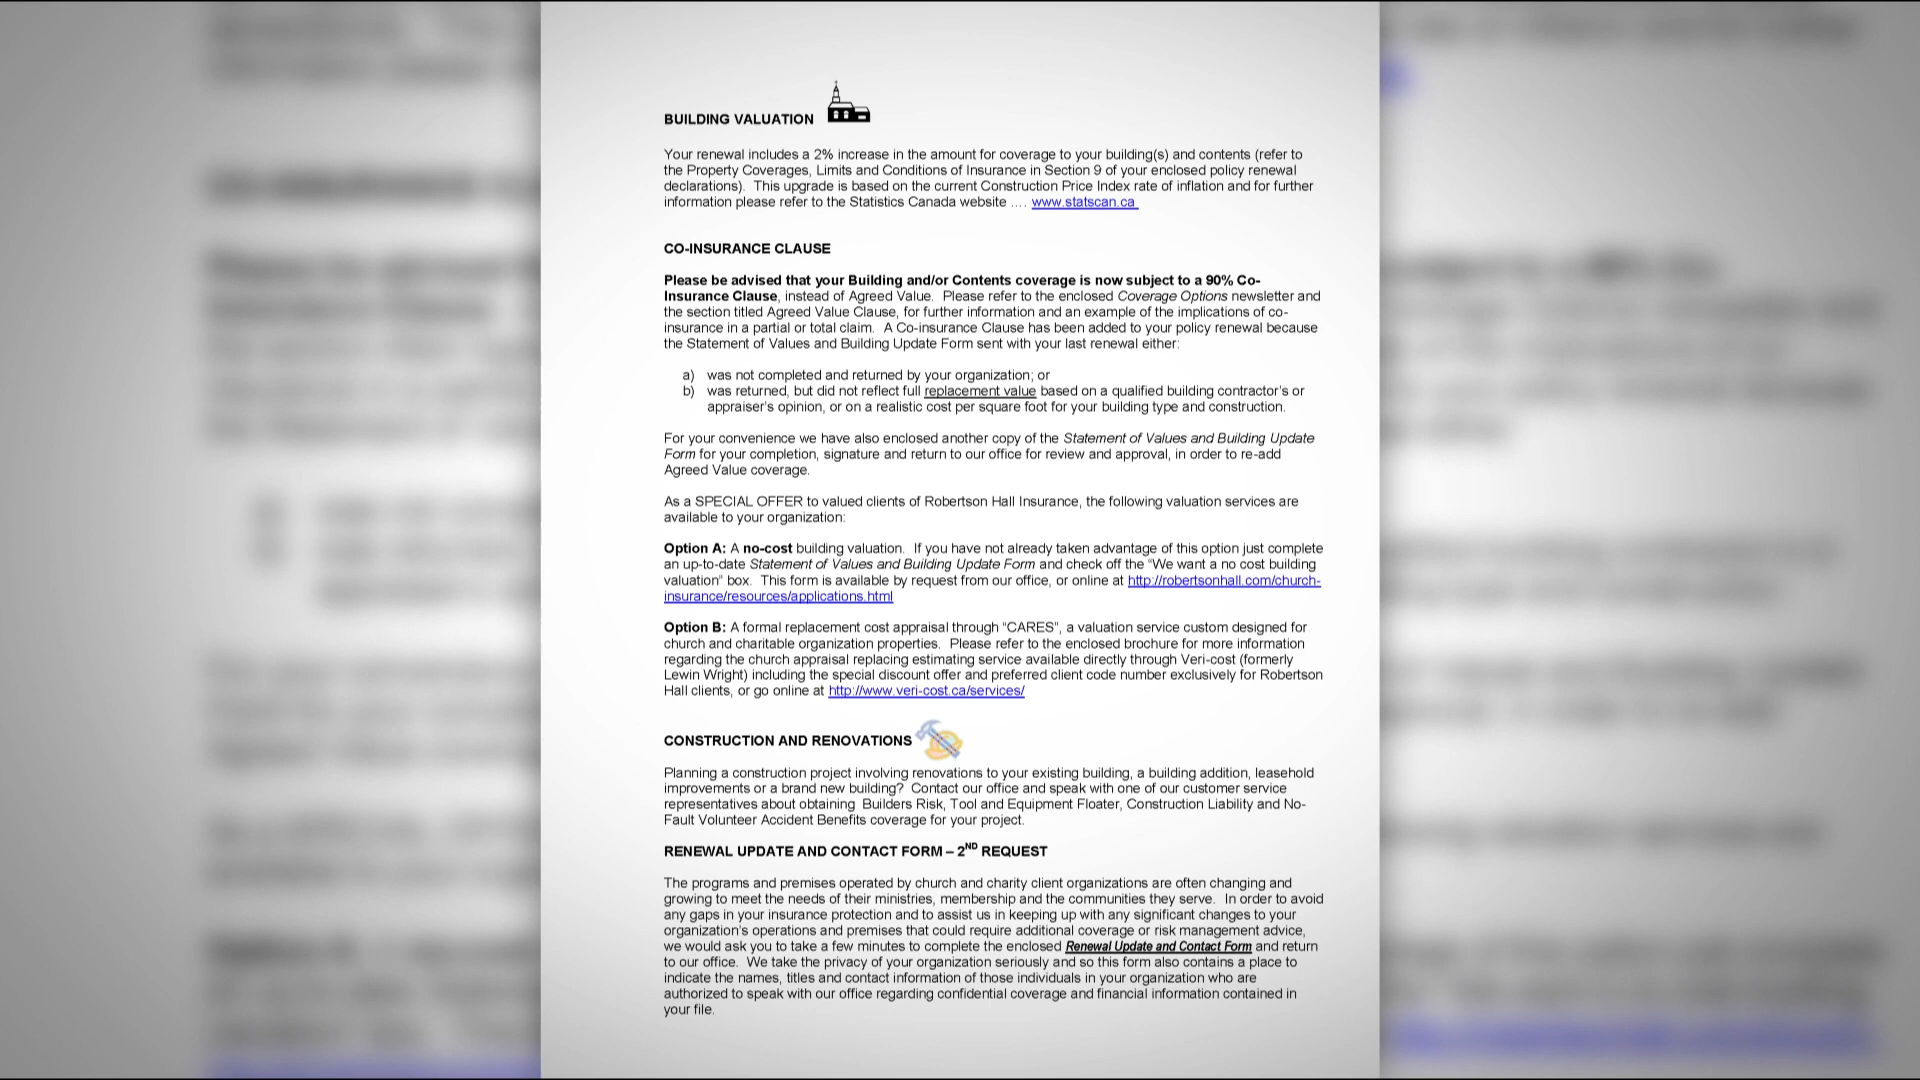 BUILDING VALUATION
Your renewal includes a 2% increase in the amount for coverage to your building(s) and contents (refer to
the Property Coverages, Limits and Conditions of Insurance in Section 9 of your enclosed policy renewal
declarations).  This upgrade is based on the current Construction Price Index rate of inflation and for further
information please refer to the Statistics Canada website .... www.statscan.ca
CO-INSURANCE CLAUSE
Please be advised that your Building and/or Contents coverage is now subject to a 90% Co-
Insurance Clause, instead of Agreed Value.  Please refer to the enclosed Coverage Options newsletter and
the section titled Agreed Value Clause, for further information and an example of the implications of co-
insurance in a partial or total claim.  A Co-insurance Clause has been added to your policy renewal because
the Statement of Values and Building Update Form sent with your last renewal either:
a) was not completed and returned by your organization; or
b) was returned, but did not reflect full replacement value based on a qualified building contractor's or
appraiser's opinion, or on a realistic cost per square foot for your building type and construction.
For your convenience we have also enclosed another copy of the Statement of Values and Building Update
Form for your completion, signature and return to our office for review and approval, in order to re-add
Agreed Value coverage.
As a SPECIAL OFFER to valued clients of Robertson Hall Insurance, the following valuation services are
available to your organization:
Option A: A no-cost building valuation.  If you have not already taken advantage of this option just complete
an up-to-date Statement of Values and Building Update Form and check off the "We want a no cost building
valuation" box.  This form is available by request from our office, or online at http://robertsonhall.com/church-
insurance/resources/applications.html
Option B: A formal replacement cost appraisal through "CARES", a valuation service custom designed for
church and charitable organization properties.  Please refer to the enclosed brochure for more information
regarding the church appraisal replacing estimating service available directly through Veri-cost (formerly
Lewin Wright) including the special discount offer and preferred client code number exclusively for Robertson
Hall clients, or go online at http://www.veri-cost.ca/services/
CONSTRUCTION AND RENOVATIONS
Planning a construction project involving renovations to your existing building, a building addition, leasehold
improvements or a brand new building?  Contact our office and speak with one of our customer service
representatives about obtaining  Builders Risk, Tool and Equipment Floater, Construction Liability and No-
Fault Volunteer Accident Benefits coverage for your project.
RENEWAL UPDATE AND CONTACT FORM – 2ND REQUEST
The programs and premises operated by church and charity client organizations are often changing and
growing to meet the needs of their ministries, membership and the communities they serve.  In order to avoid
any gaps in your insurance protection and to assist us in keeping up with any significant changes to your
organization's operations and premises that could require additional coverage or risk management advice,
we would ask you to take a few minutes to complete the enclosed Renewal Update and Contact Form and return
to our office.  We take the privacy of your organization seriously and so this form also contains a place to
indicate the names, titles and contact information of those individuals in your organization who are
authorized to speak with our office regarding confidential coverage and financial information contained in
your file.